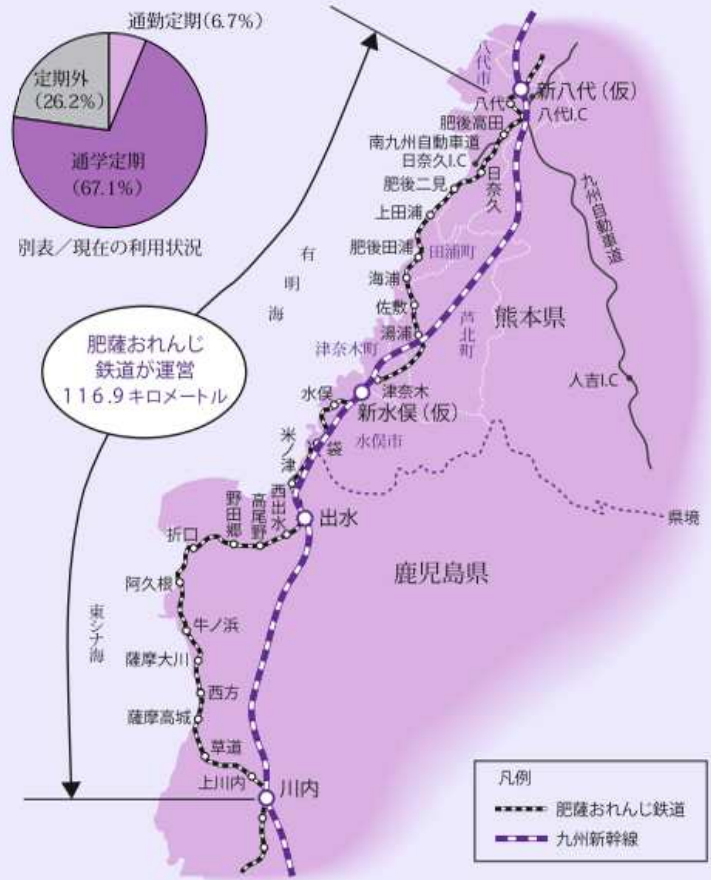 通勤定期(6.7%)
定期外
(26.2%)
通学定期
(67.1%)
別表／現在の利用状況
八代市
新八代(仮)
八代
八代I.C
肥後高田
南九州自動車道
日奈久I.C
日奈久
肥後二見
九州自動車道
上田浦
有明海
肥後田浦
田浦町
海浦
佐敷
芦北町
熊本県
湯浦
津奈木町
肥薩おれんじ
鉄道が運営
116.9キロメートル
人吉I.C
津奈木
水俣
新水俣(仮)
水俣市
袋
米ノ津
西出水
高尾野
野田郷
出水
県境
折口
鹿児島県
阿久根
東シナ海
牛ノ浜
薩摩大川
西方
薩摩高城
草道
上川内
川内
凡例
肥薩おれんじ鉄道
九州新幹線